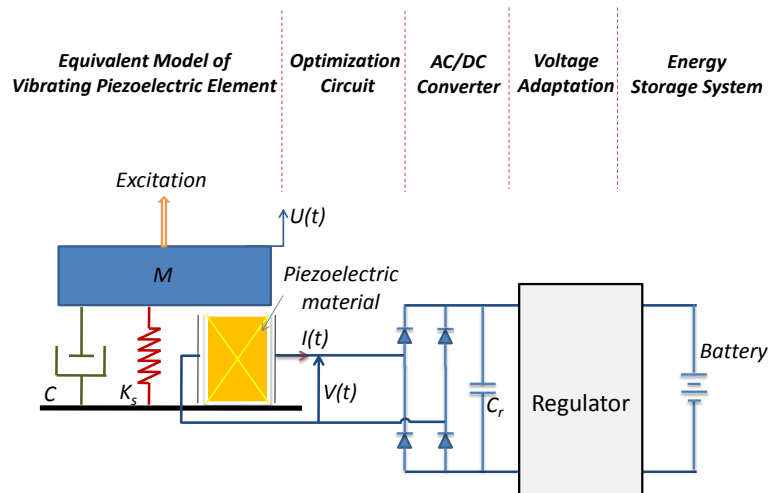 Equivalent Model of
Vibrating Piezoelectric Element
Optimization
Circuit
AC/DC
Converter
Voltage
Adaptation
Energy
Storage System
Excitation
U(t)
M
Piezoelectric
material
I(t)
V(t)
C
Ks
Cr
Regulator
Battery